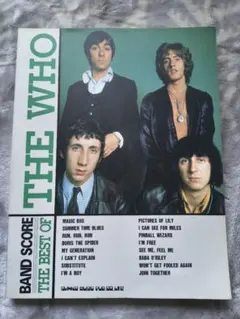 BAND SCORE
THE BEST OF
THE WHO
MAGIC BUS
SUMMER TIME BLUES
RUN, RUN, RUN
BORIS THE SPIDER
MY GENERATION
I CAN'T EXPLAIN
SUBSTITUTE
I'M A BOY
PICTURES OF LILY
I CAN SEE FOR MILES
PINBALL WIZARD
I'M FREE
SEE ME, FEEL ME
BABA O'RILEY
WON'T GET FOOLED AGAIN
JOIN TOGETHER